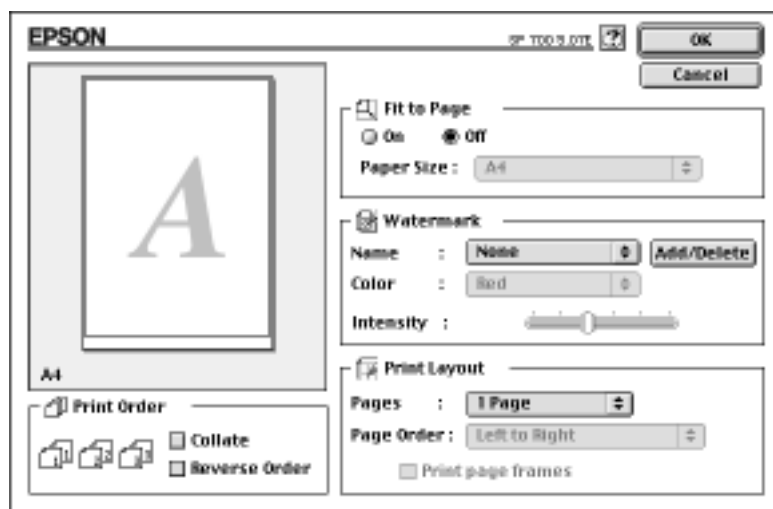 EPSON
OK
Cancel
A
A4
Fit to Page
On Off
Paper Size : A4
Watermark
Name : None Add/Delete
Color : Red
Intensity :
Print Layout
Pages : 1 Page
Page Order : Left to Right
Print page frames
Print Order
Collate
Reverse Order